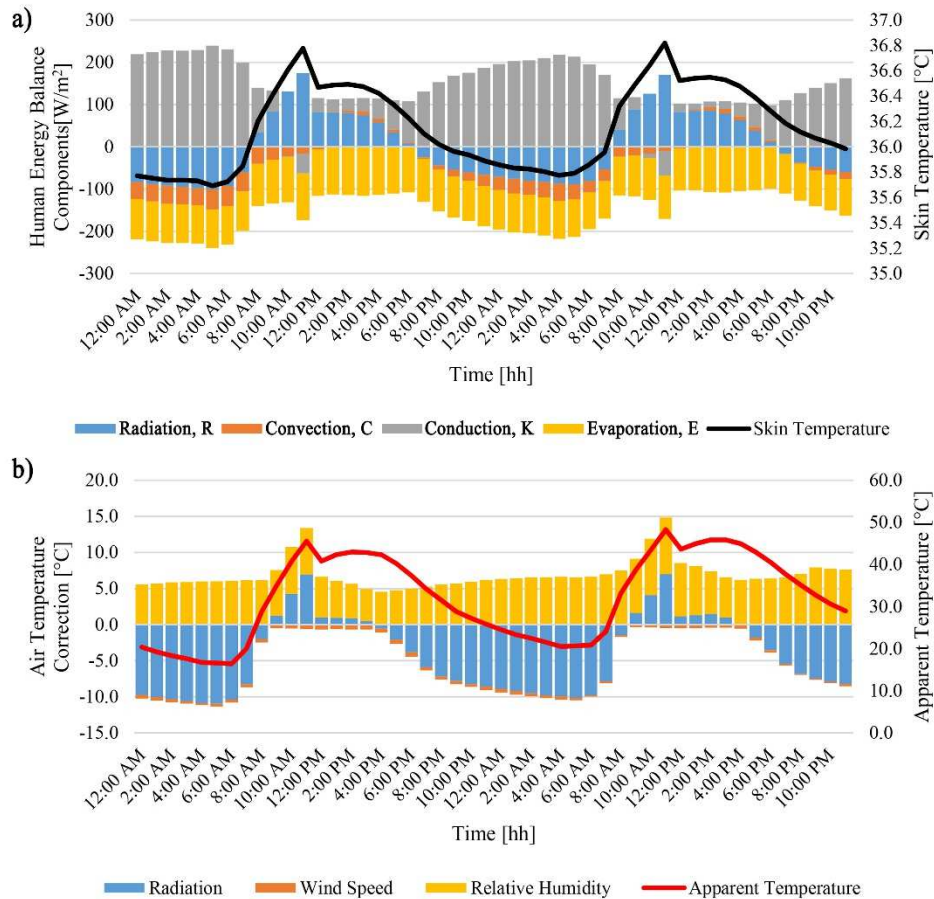 a)
Human Energy Balance
Components[W/m²]
300
200
100
0
-100
-200
-300
37.0
36.8
36.6
36.4
36.2
36.0
35.8
35.6
35.4
35.2
35.0
Skin Temperature
[°C]
12:00 AM
2:00 AM
4:00 AM
6:00 AM
8:00 AM
10:00 AM
12:00 PM
2:00 PM
4:00 PM
6:00 PM
8:00 PM
10:00 PM
12:00 AM
2:00 AM
4:00 AM
6:00 AM
8:00 AM
10:00 AM
12:00 PM
2:00 PM
4:00 PM
6:00 PM
8:00 PM
10:00 PM
Time [hh]
Radiation, R Convection, C Conduction, K Evaporation, E Skin Temperature
b)
Air Temperature
Correction [°C]
20.0
15.0
10.0
5.0
0.0
-5.0
-10.0
-15.0
60.0
50.0
40.0
30.0
20.0
10.0
0.0
Apparent Temperature
[°C]
12:00 AM
2:00 AM
4:00 AM
6:00 AM
8:00 AM
10:00 AM
12:00 PM
2:00 PM
4:00 PM
6:00 PM
8:00 PM
10:00 PM
12:00 AM
2:00 AM
4:00 AM
6:00 AM
8:00 AM
10:00 AM
12:00 PM
2:00 PM
4:00 PM
6:00 PM
8:00 PM
10:00 PM
Time [hh]
Radiation Wind Speed Relative Humidity Apparent Temperature